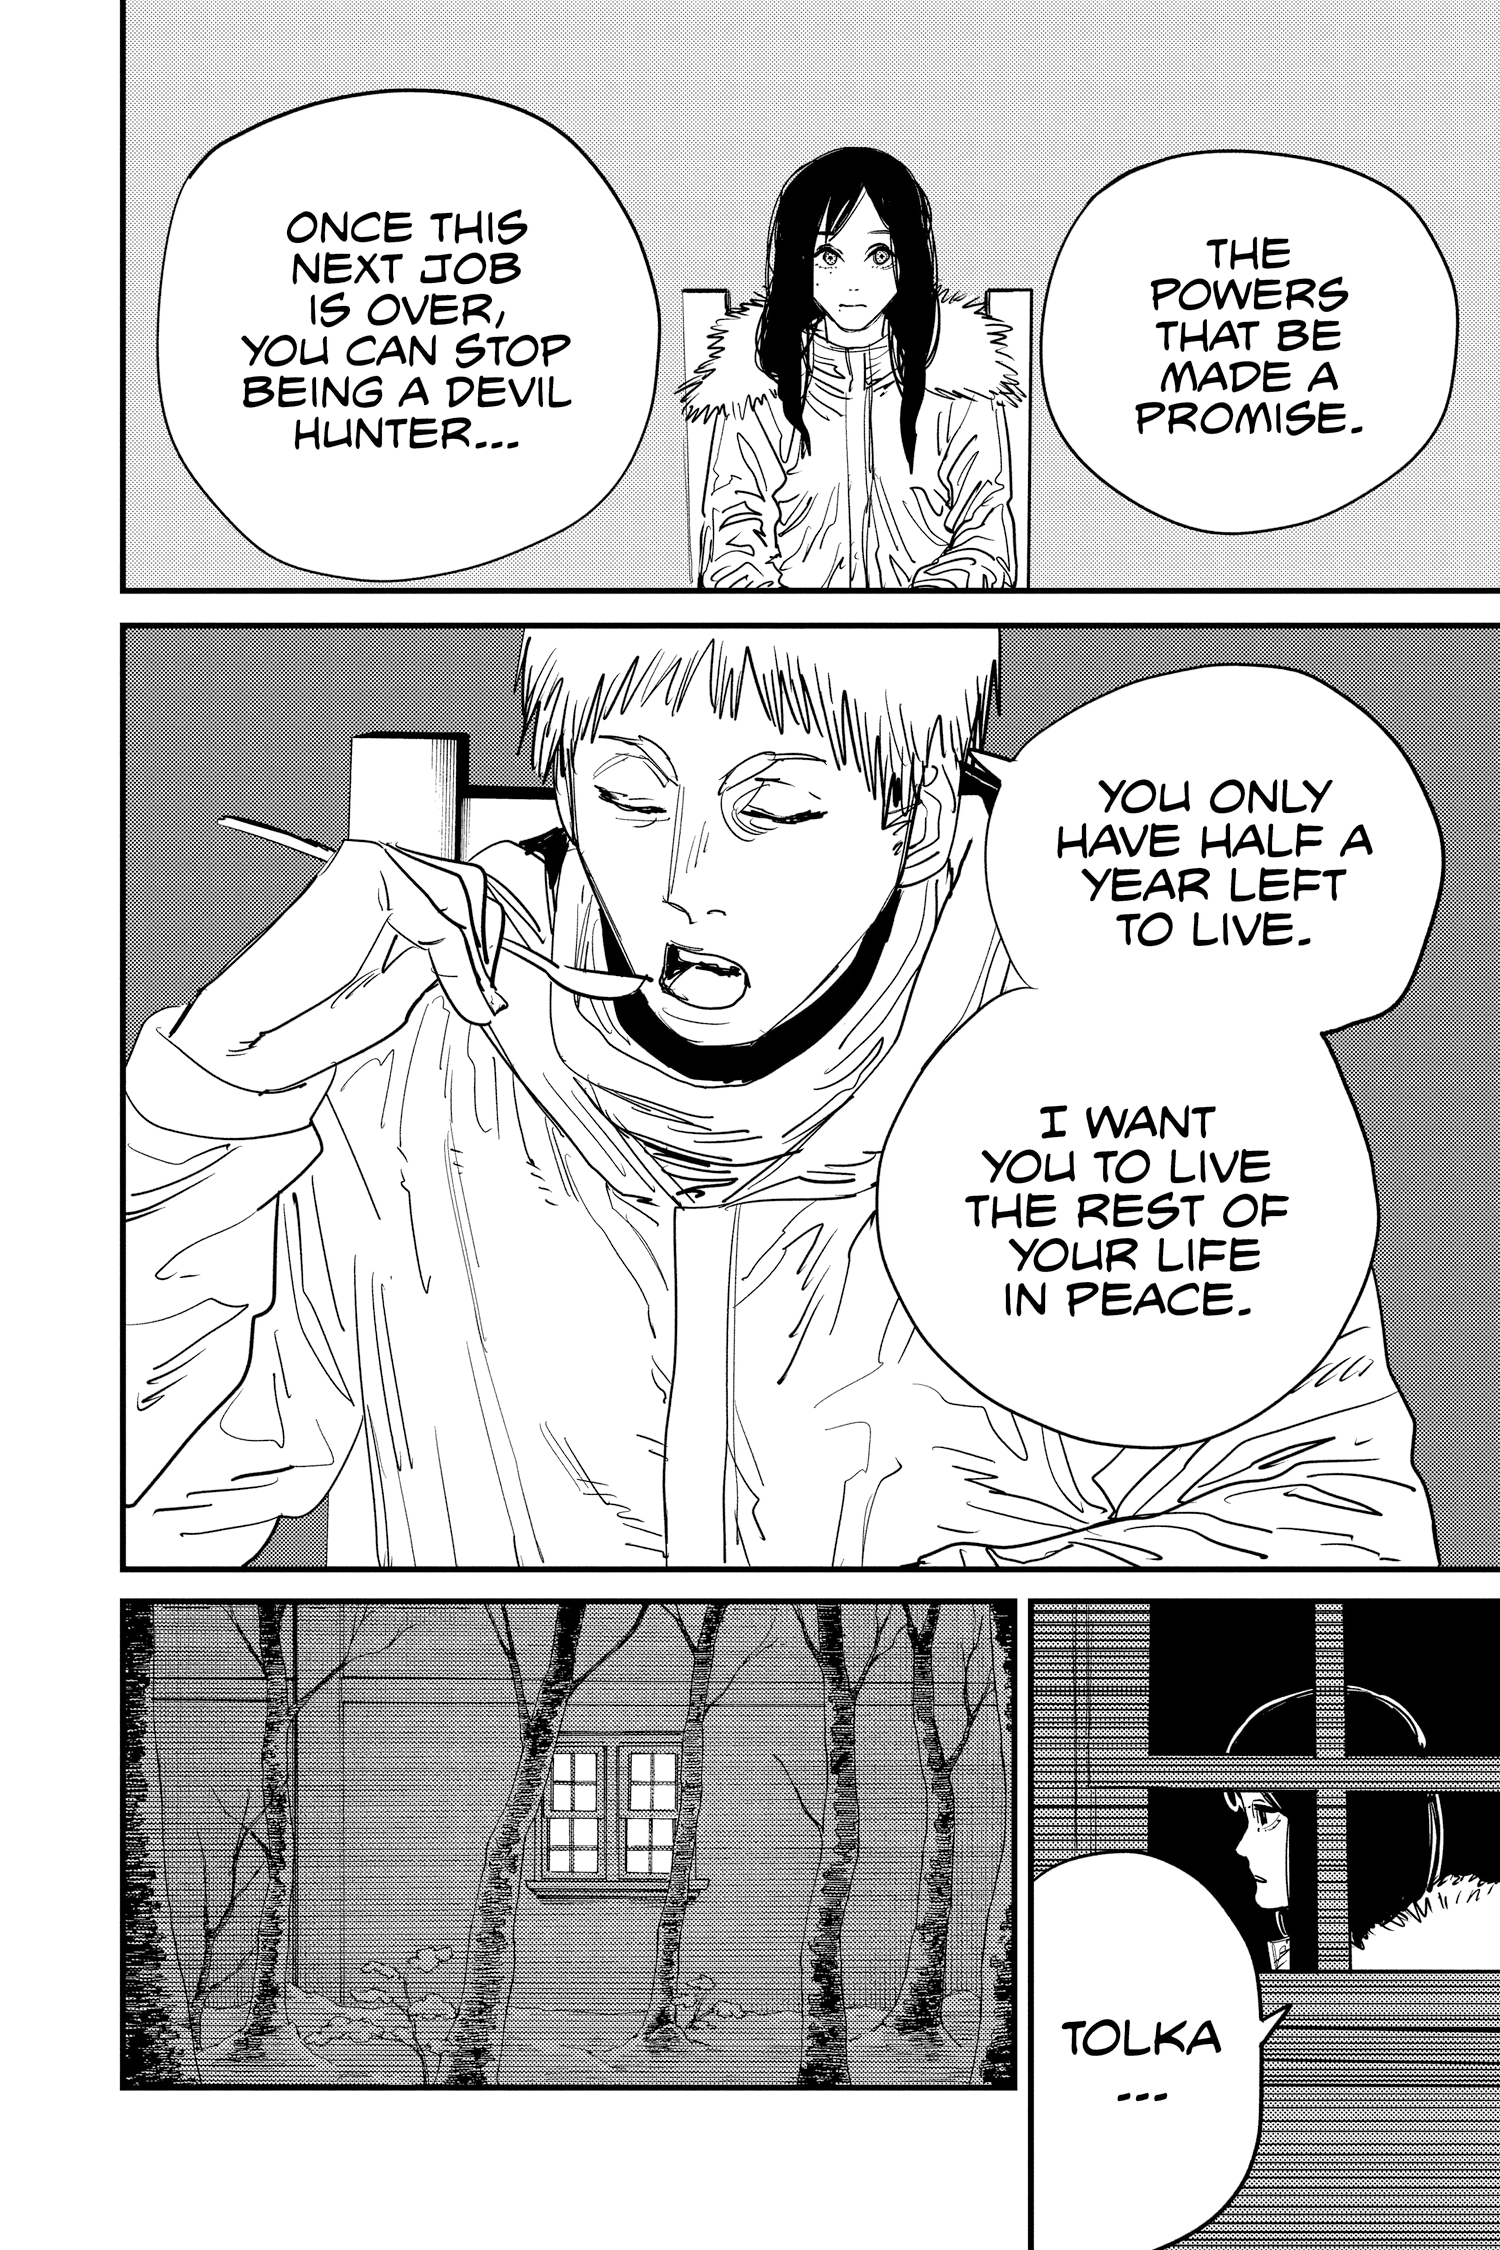 THE
POWERS
THAT BE
MADE A
PROMISE.
ONCE THIS
NEXT JOB
IS OVER,
YOU CAN STOP
BEING A DEVIL
HUNTER...
YOU ONLY
HAVE HALF A
YEAR LEFT
TO LIVE.
I WANT
YOU TO LIVE
THE REST OF
YOUR LIFE
IN PEACE.
TOLKA
...